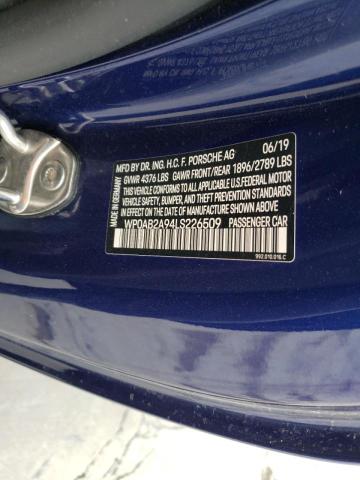 MFD BY DR. ING. H.C. F. PORSCHE AG 06/19
GVWR 4376 LBS GAWR FRONT/REAR 1896/2789 LBS
THIS VEHICLE CONFORMS TO ALL APPLICABLE U.S. FEDERAL MOTOR
VEHICLE SAFETY, BUMPER, AND THEFT PREVENTION STANDARDS
IN EFFECT ON THE DATE OF MANUFACTURE SHOWN ABOVE.
WP0AB2A94LS226509 PASSENGER CAR
MADE IN GERMANY
992.010.016.C